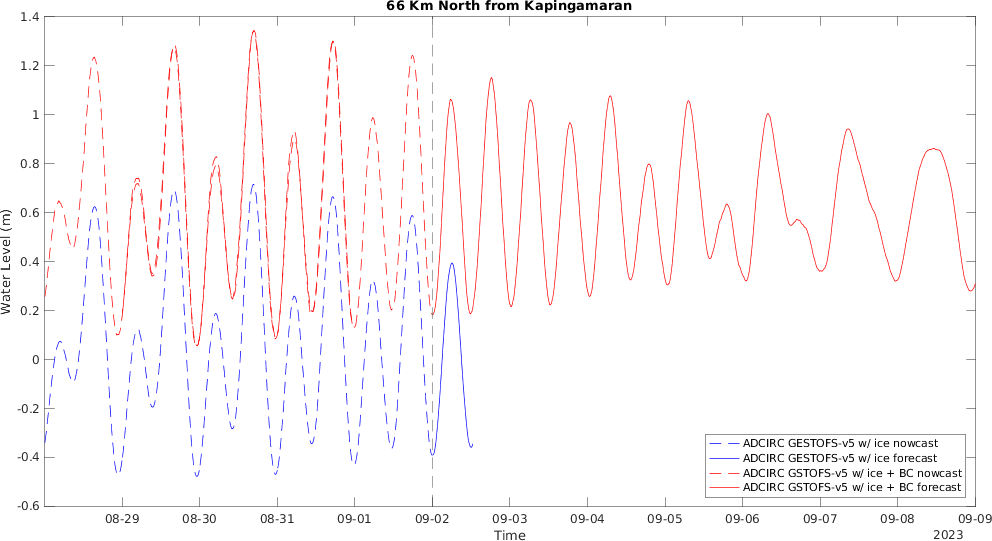 66 Km North from Kapingamaran
Water Level (m)
1.4
1.2
1
0.8
0.6
0.4
0.2
0
-0.2
-0.4
-0.6
ADCIRC GESTOFS-v5 w/ ice nowcast
ADCIRC GESTOFS-v5 w/ ice forecast
ADCIRC GSTOFS-v5 w/ ice + BC nowcast
ADCIRC GSTOFS-v5 w/ ice + BC forecast
08-29 08-30 08-31 09-01 09-02 09-03 09-04 09-05 09-06 09-07 09-08 09-09
Time
2023